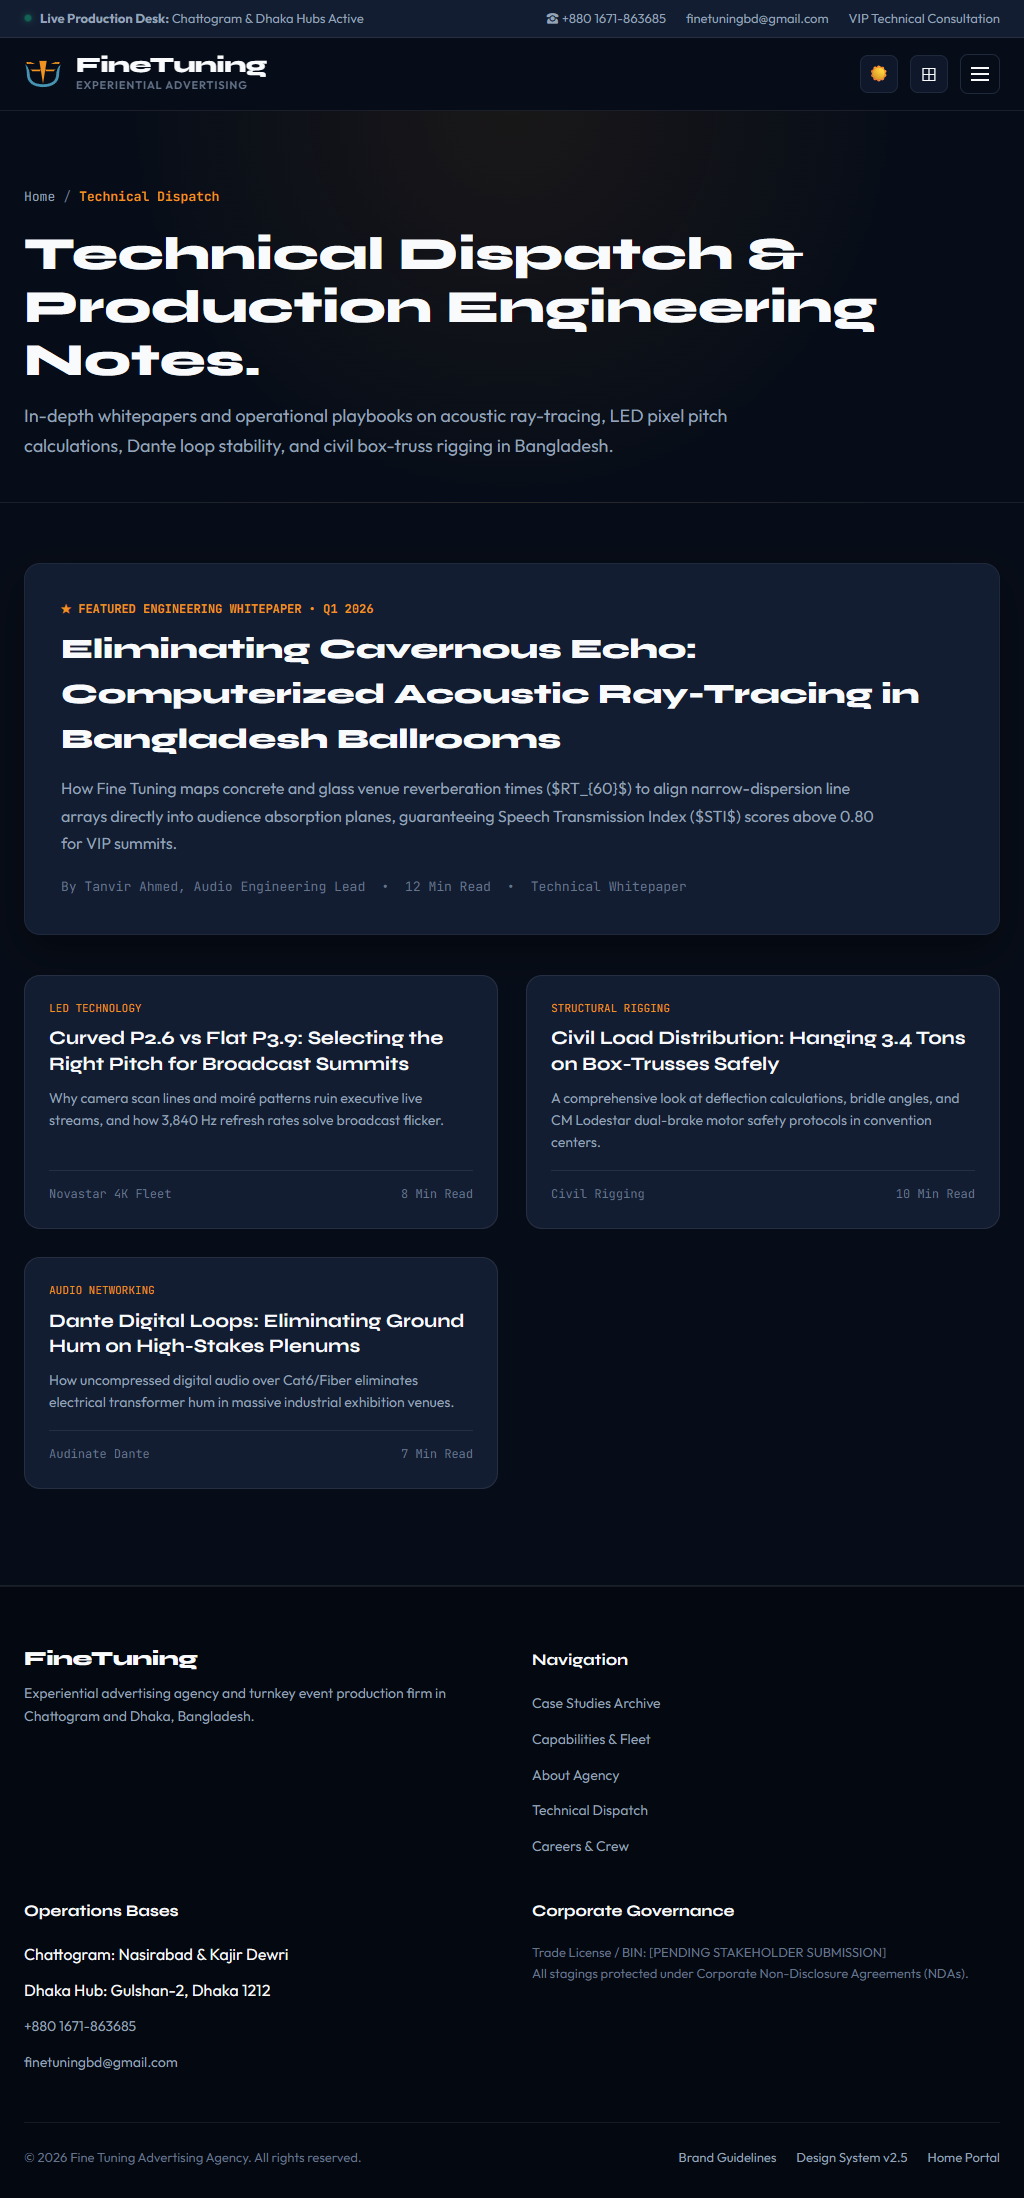 Live Production Desk: Chattogram & Dhaka Hubs Active
☎ +880 1671-863685
finetuningbd@gmail.com
VIP Technical Consultation
FineTuning
EXPERIENTIAL ADVERTISING
Home / Technical Dispatch
Technical Dispatch &
Production Engineering
Notes.
In-depth whitepapers and operational playbooks on acoustic ray-tracing, LED pixel pitch
calculations, Dante loop stability, and civil box-truss rigging in Bangladesh.
★ FEATURED ENGINEERING WHITEPAPER • Q1 2026
Eliminating Cavernous Echo:
Computerized Acoustic Ray-Tracing in
Bangladesh Ballrooms
How Fine Tuning maps concrete and glass venue reverberation times ($RT_{60}$) to align narrow-dispersion line
arrays directly into audience absorption planes, guaranteeing Speech Transmission Index ($STI$) scores above 0.80
for VIP summits.
By Tanvir Ahmed, Audio Engineering Lead • 12 Min Read • Technical Whitepaper
LED TECHNOLOGY
Curved P2.6 vs Flat P3.9: Selecting the
Right Pitch for Broadcast Summits
Why camera scan lines and moiré patterns ruin executive live
streams, and how 3,840 Hz refresh rates solve broadcast flicker.
Novastar 4K Fleet
8 Min Read
STRUCTURAL RIGGING
Civil Load Distribution: Hanging 3.4 Tons
on Box-Trusses Safely
A comprehensive look at deflection calculations, bridle angles, and
CM Lodestar dual-brake motor safety protocols in convention
centers.
Civil Rigging
10 Min Read
AUDIO NETWORKING
Dante Digital Loops: Eliminating Ground
Hum on High-Stakes Plenums
How uncompressed digital audio over Cat6/Fiber eliminates
electrical transformer hum in massive industrial exhibition venues.
Audinate Dante
7 Min Read
FineTuning
Experiential advertising agency and turnkey event production firm in
Chattogram and Dhaka, Bangladesh.
Navigation
Case Studies Archive
Capabilities & Fleet
About Agency
Technical Dispatch
Careers & Crew
Operations Bases
Chattogram: Nasirabad & Kajir Dewri
Dhaka Hub: Gulshan-2, Dhaka 1212
+880 1671-863685
finetuningbd@gmail.com
Corporate Governance
Trade License / BIN: [PENDING STAKEHOLDER SUBMISSION]
All stagings protected under Corporate Non-Disclosure Agreements (NDAs).
© 2026 Fine Tuning Advertising Agency. All rights reserved.
Brand Guidelines
Design System v2.5
Home Portal